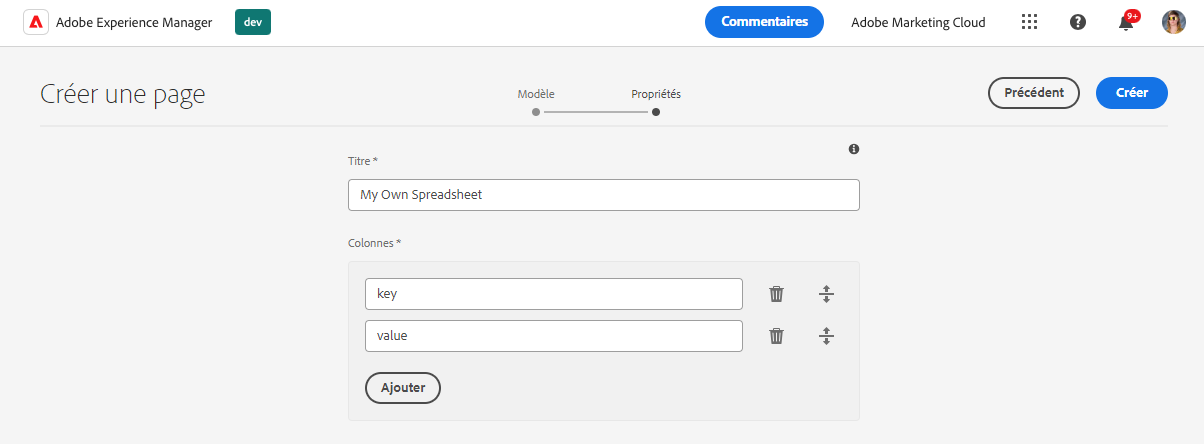 Adobe Experience Manager dev Commentaires Adobe Marketing Cloud 9+
Créer une page Modèle Propriétés Précédent Créer
Titre *
My Own Spreadsheet
Colonnes *
key
value
Ajouter